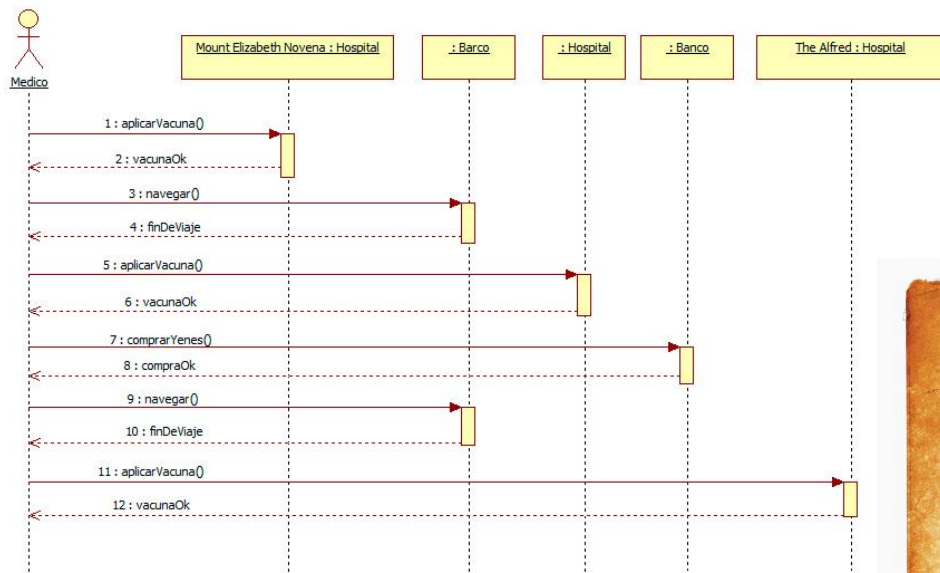 Mount Elizabeth Novena : Hospital
: Barco
: Hospital
: Banco
The Alfred : Hospital
Medico
1 : aplicarVacuna()
2 : vacunaOk
3 : navegar()
4 : finDeViaje
5 : aplicarVacuna()
6 : vacunaOk
7 : comprarYenes()
8 : compraOk
9 : navegar()
10 : finDeViaje
11 : aplicarVacuna()
12 : vacunaOk